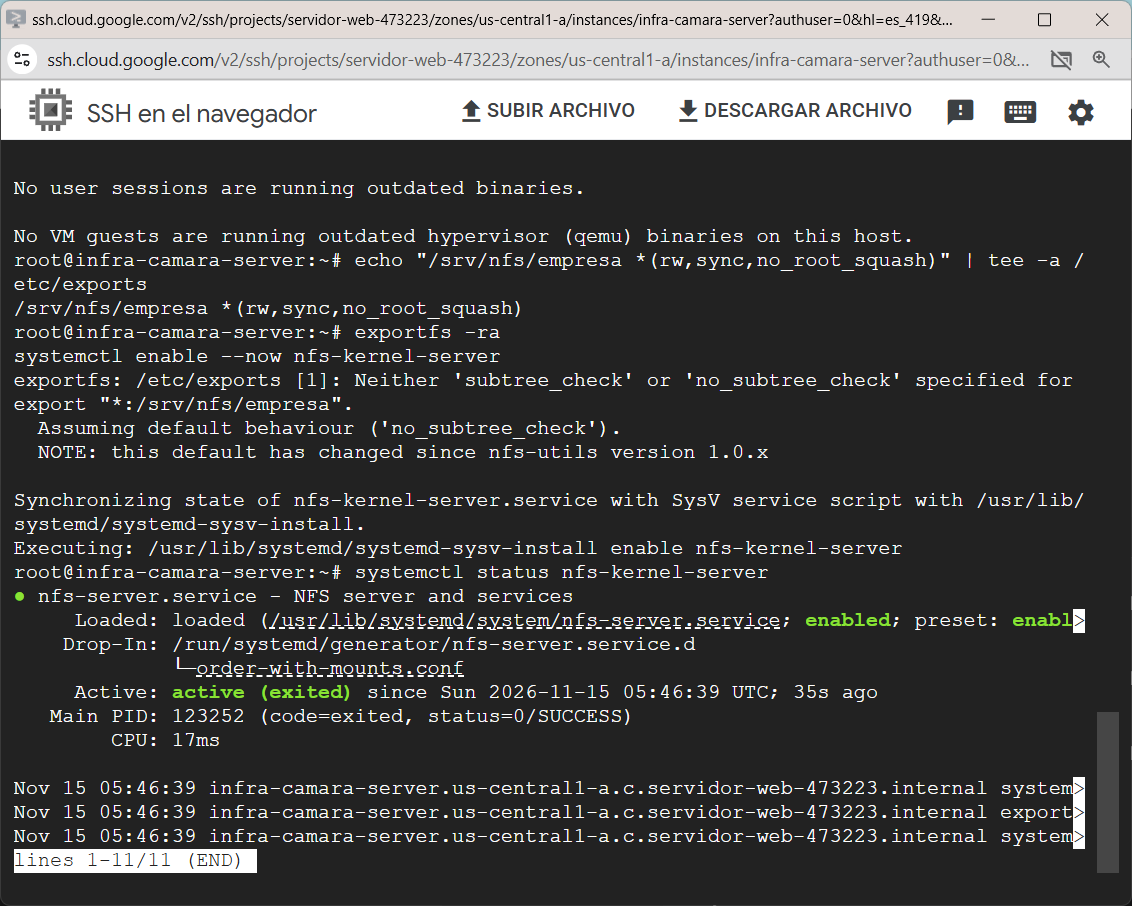 ssh.cloud.google.com/v2/ssh/projects/servidor-web-473223/zones/us-central1-a/instances/infra-camara-server?authuser=0&hl=es_419&...
ssh.cloud.google.com/v2/ssh/projects/servidor-web-473223/zones/us-central1-a/instances/infra-camara-server?authuser=0&...
SSH en el navegador
SUBIR ARCHIVO
DESCARGAR ARCHIVO
No user sessions are running outdated binaries.
No VM guests are running outdated hypervisor (qemu) binaries on this host.
root@infra-camara-server:~# echo "/srv/nfs/empresa *(rw,sync,no_root_squash)" | tee -a /
etc/exports
/srv/nfs/empresa *(rw,sync,no_root_squash)
root@infra-camara-server:~# exportfs -ra
systemctl enable --now nfs-kernel-server
exportfs: /etc/exports [1]: Neither 'subtree_check' or 'no_subtree_check' specified for
export "*:/srv/nfs/empresa".
  Assuming default behaviour ('no_subtree_check').
  NOTE: this default has changed since nfs-utils version 1.0.x
Synchronizing state of nfs-kernel-server.service with SysV service script with /usr/lib/
systemd/systemd-sysv-install.
Executing: /usr/lib/systemd/systemd-sysv-install enable nfs-kernel-server
root@infra-camara-server:~# systemctl status nfs-kernel-server
● nfs-server.service - NFS server and services
     Loaded: loaded (/usr/lib/systemd/system/nfs-server.service; enabled; preset: enabl>
    Drop-In: /run/systemd/generator/nfs-server.service.d
             └─order-with-mounts.conf
     Active: active (exited) since Sun 2026-11-15 05:46:39 UTC; 35s ago
   Main PID: 123252 (code=exited, status=0/SUCCESS)
        CPU: 17ms
Nov 15 05:46:39 infra-camara-server.us-central1-a.c.servidor-web-473223.internal system>
Nov 15 05:46:39 infra-camara-server.us-central1-a.c.servidor-web-473223.internal export>
Nov 15 05:46:39 infra-camara-server.us-central1-a.c.servidor-web-473223.internal system>
lines 1-11/11 (END)